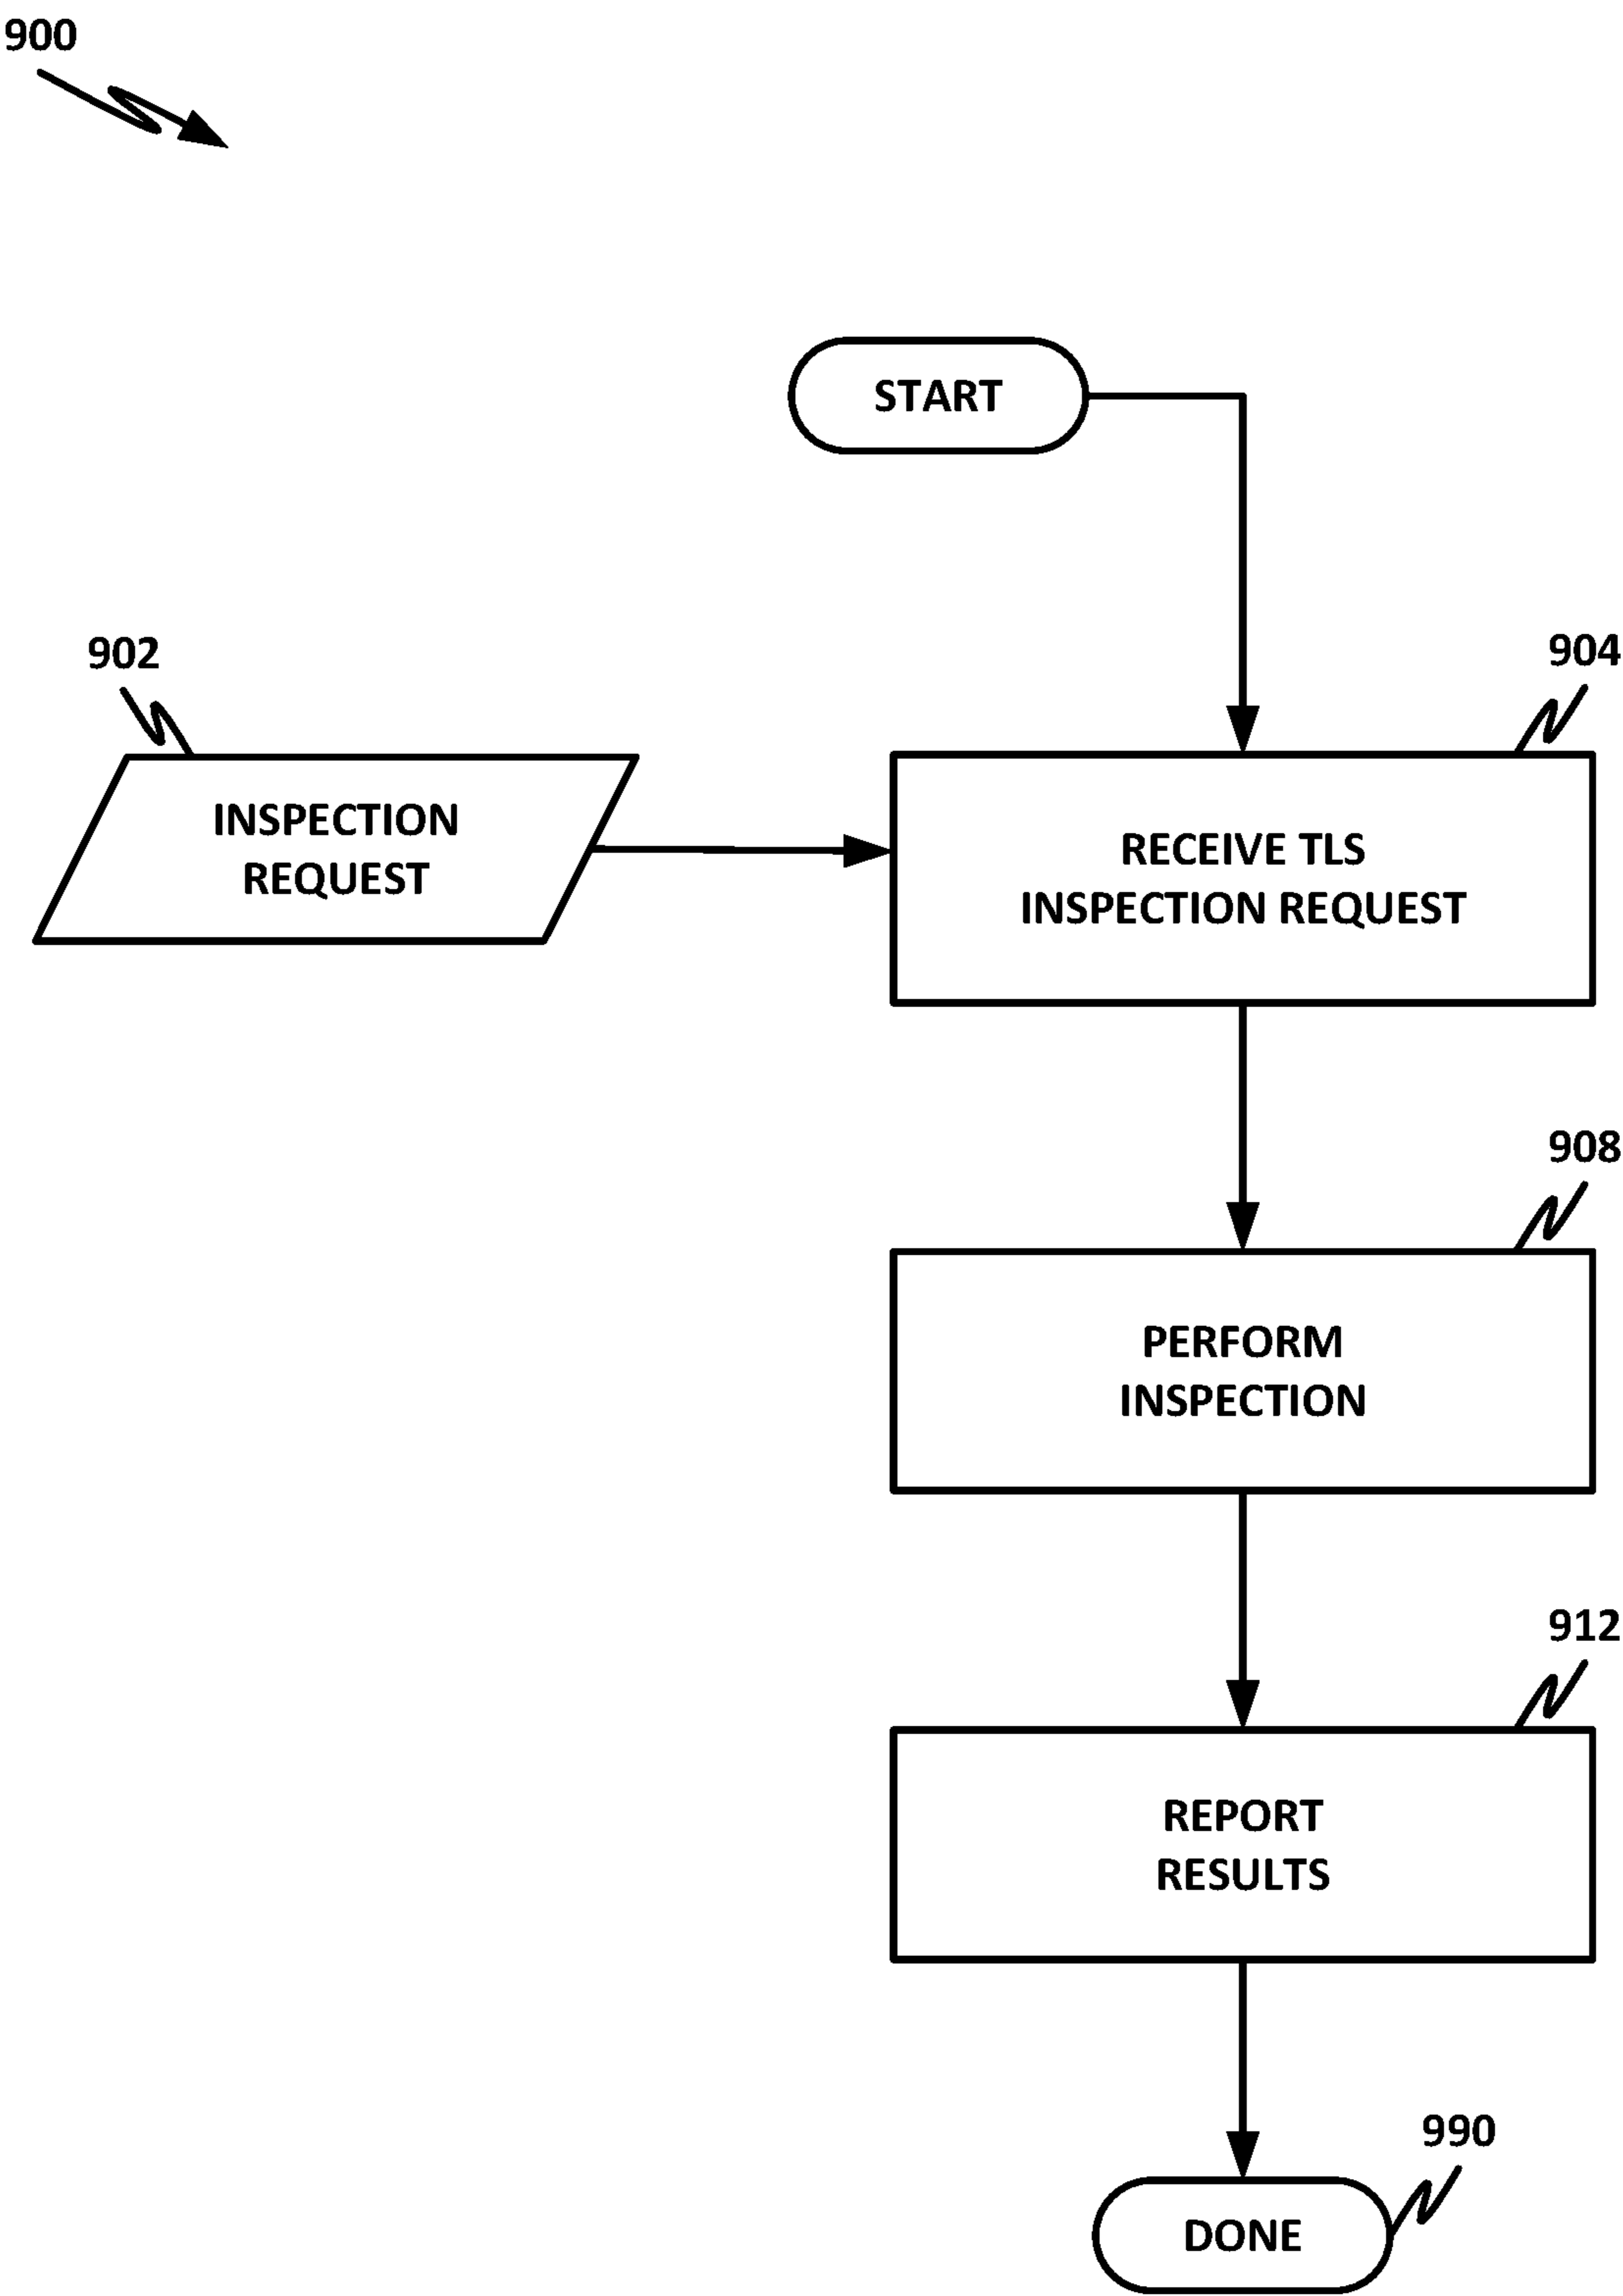 900
START
902
904
INSPECTION
REQUEST
RECEIVE TLS
INSPECTION REQUEST
908
PERFORM
INSPECTION
912
REPORT
RESULTS
990
DONE